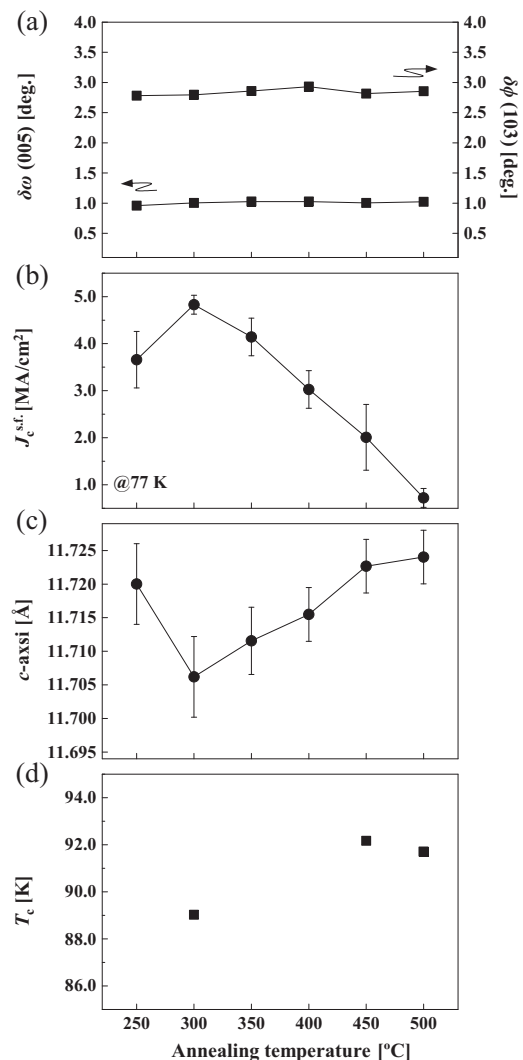 (a)
4.0
3.5
3.0
2.5
2.0
1.5
1.0
0.5
δω (005) [deg.]
4.0
3.5
3.0
2.5
2.0
1.5
1.0
0.5
δϕ (103) [deg.]
(b)
5.0
4.0
3.0
2.0
1.0
J_c^s.f. [MA/cm²]
@77 K
(c)
11.725
11.720
11.715
11.710
11.705
11.700
11.695
c-axsi [Å]
(d)
94.0
92.0
90.0
88.0
86.0
T_c [K]
250 300 350 400 450 500
Annealing temperature [ºC]